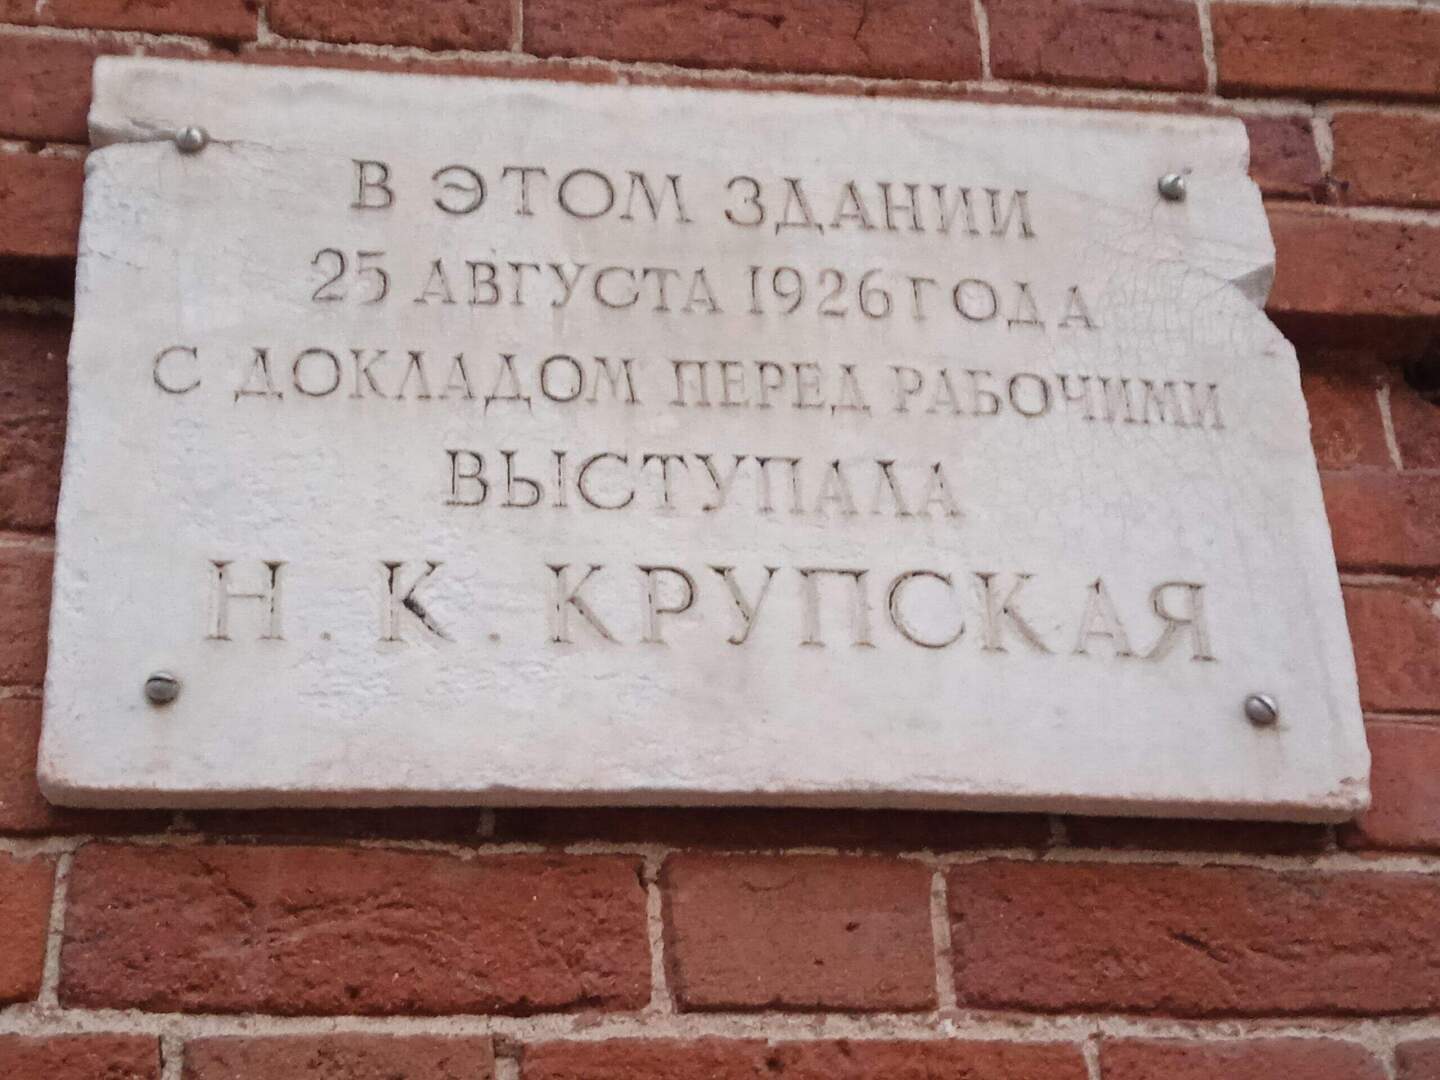 В ЭТОМ ЗДАНИИ
25 АВГУСТА 1926 ГОДА
С ДОКЛАДОМ ПЕРЕД РАБОЧИМИ
ВЫСТУПАЛА
Н. К. КРУПСКАЯ